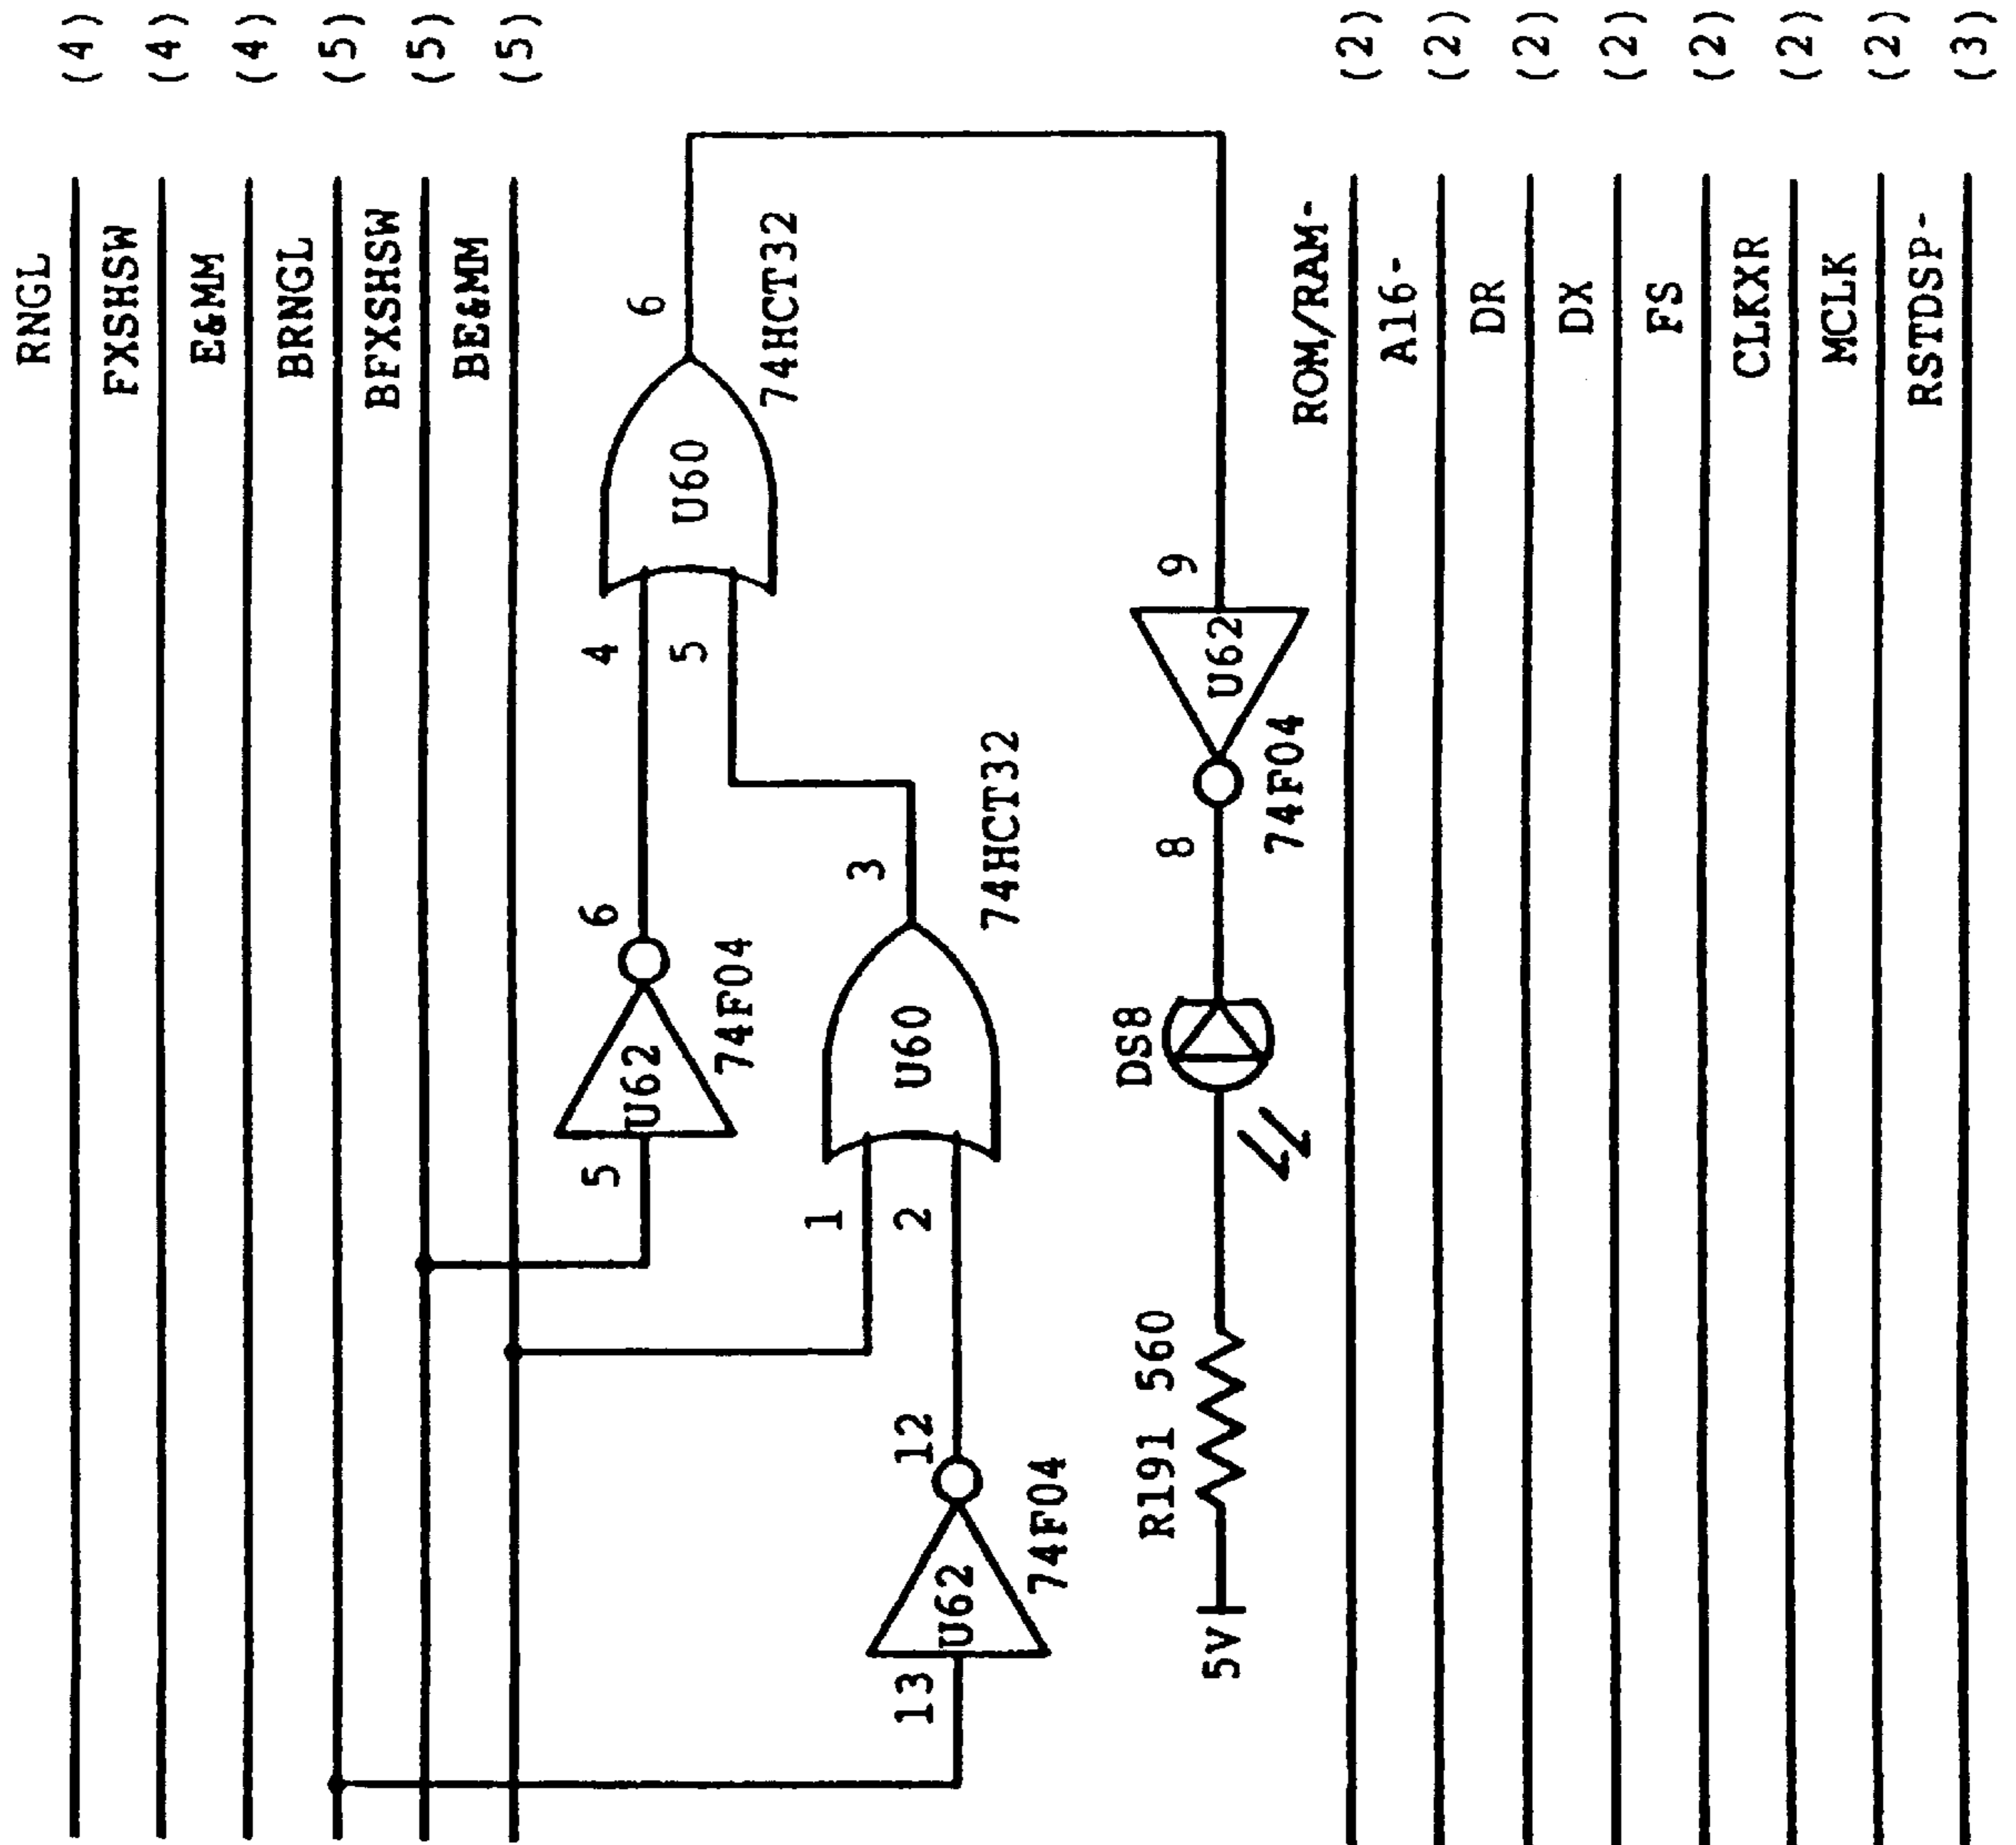 RNGL (4)
FXSHSW (4)
E&MM (4)
BRNGL (5)
BFXSHSW (5)
BE&MM (5)
5 U62 6
74F04
4 U60 6
5
74HCT32
1 U60 3
2
74HCT32
13 U62 12
74F04
5V R191 560
DS8
8 U62 9
74F04
ROM/RAM- (2)
A16- (2)
DR (2)
DX (2)
FS (2)
CLKXR (2)
MCLK (2)
RSTDSP- (3)